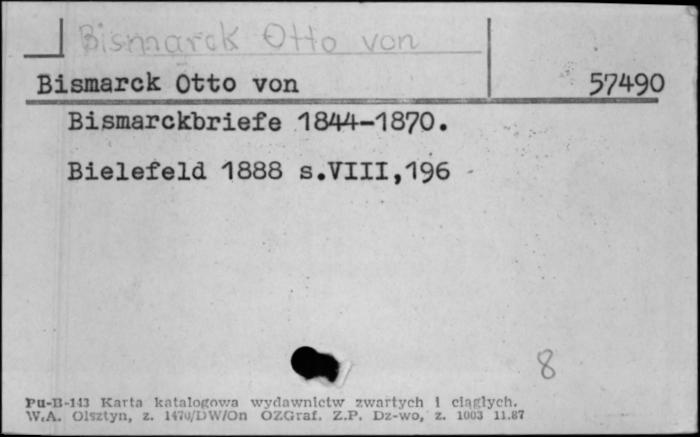 Bismarck Otto von
Bismarck Otto von 57490
Bismarckbriefe 1844-1870.
Bielefeld 1888 s.VIII,196
8
Pu-B-143 Karta katalogowa wydawnictw zwartych i ciągłych.
W.A. Olsztyn, z. 1470/DW/On OZGraf. Z.P. Dz-wo, z. 1003 11.87